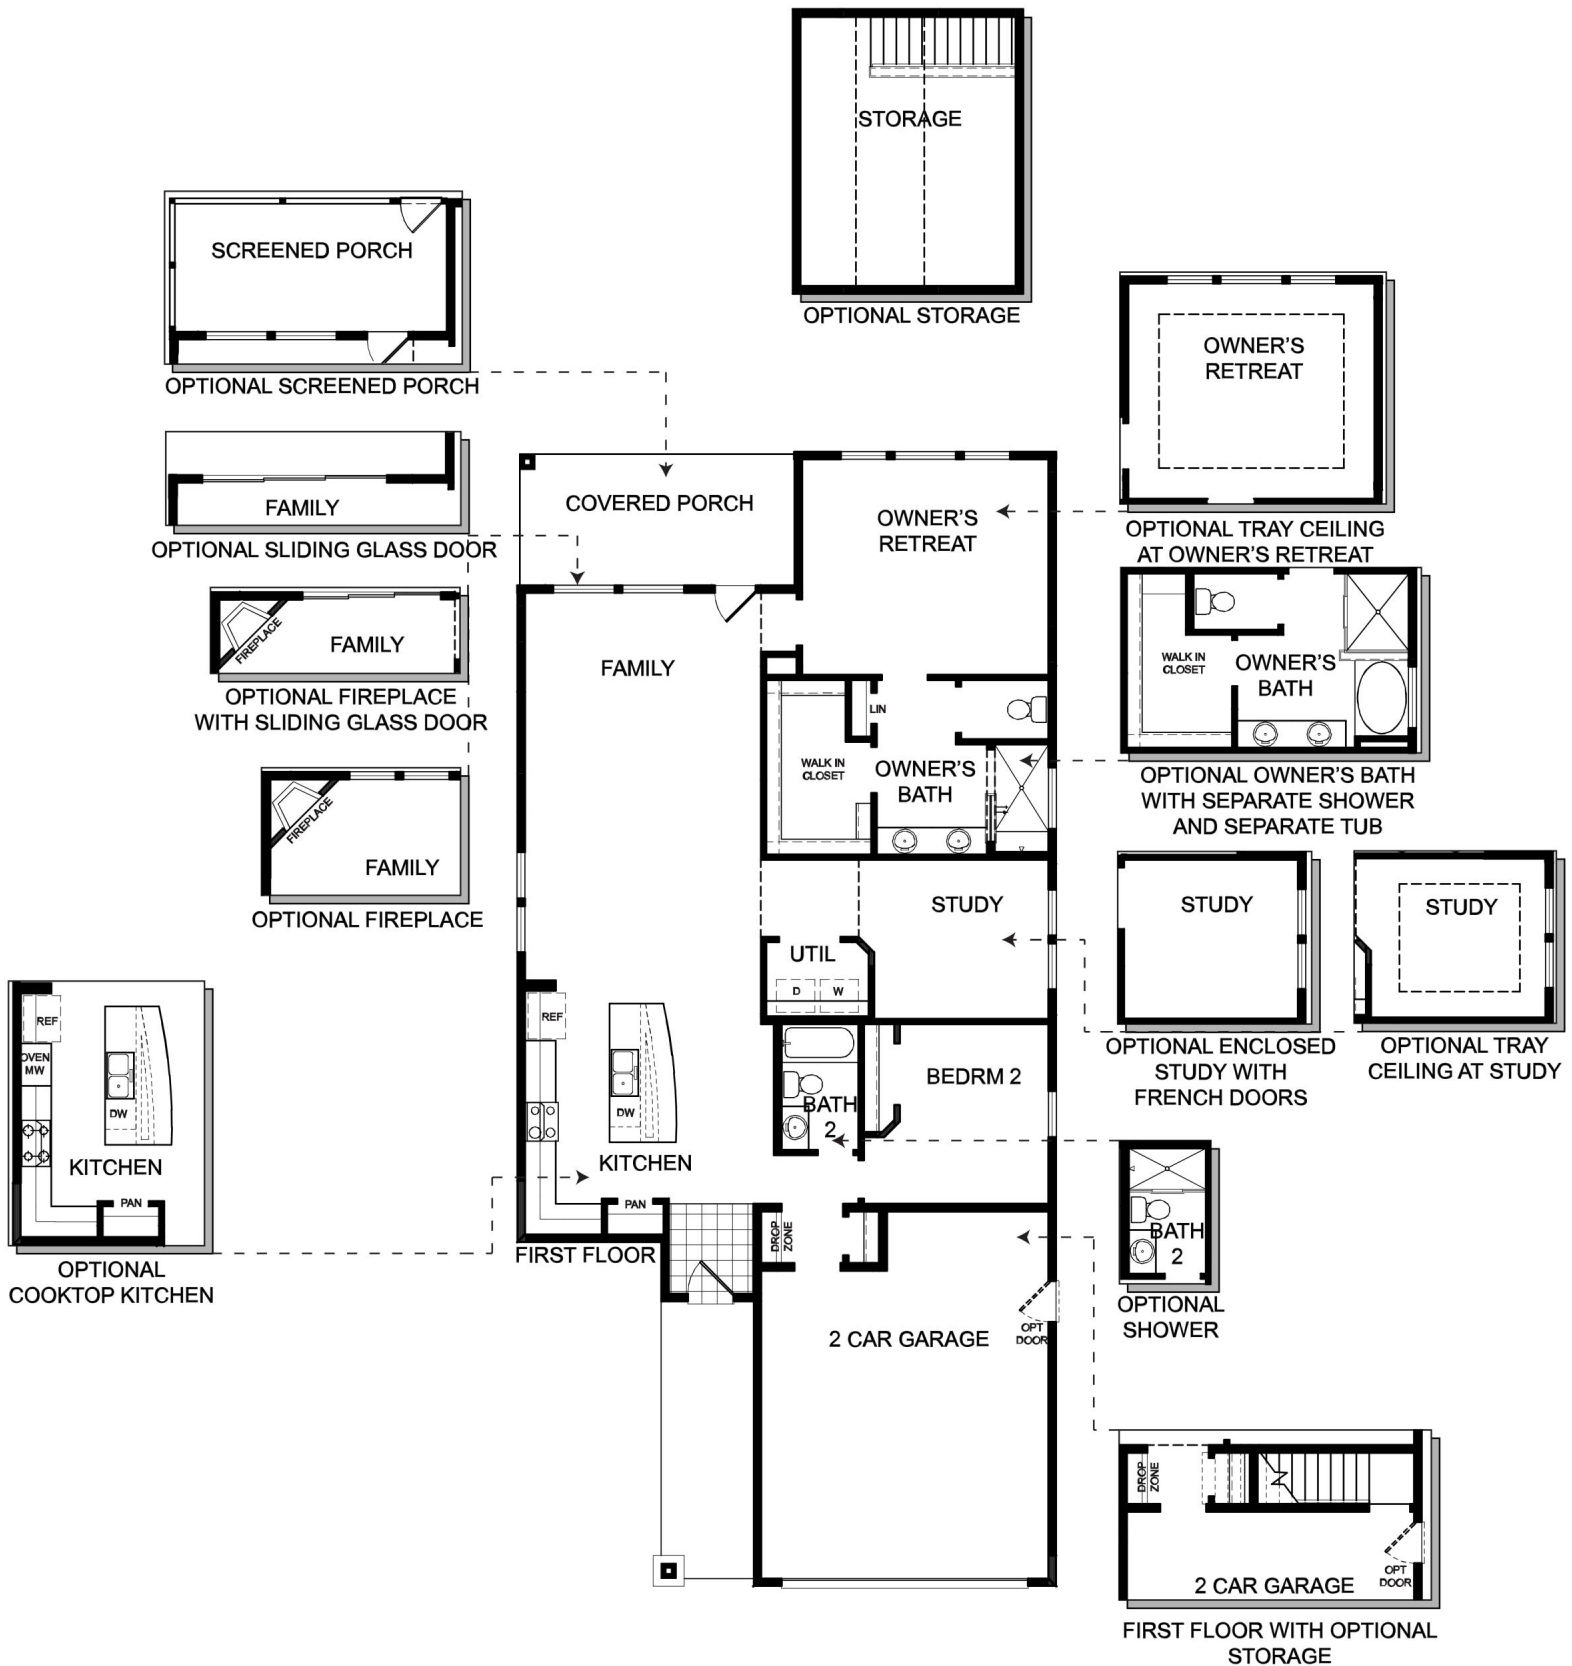 STORAGE
OPTIONAL STORAGE
SCREENED PORCH
OPTIONAL SCREENED PORCH
OWNER'S
RETREAT
OPTIONAL TRAY CEILING
AT OWNER'S RETREAT
FAMILY
OPTIONAL SLIDING GLASS DOOR
FIREPLACE
FAMILY
OPTIONAL FIREPLACE
WITH SLIDING GLASS DOOR
FIREPLACE
FAMILY
OPTIONAL FIREPLACE
COVERED PORCH
OWNER'S
RETREAT
FAMILY
LIN
WALK IN
CLOSET
OWNER'S
BATH
WALK IN
CLOSET
OWNER'S
BATH
OPTIONAL OWNER'S BATH
WITH SEPARATE SHOWER
AND SEPARATE TUB
STUDY
UTIL
D
W
STUDY
OPTIONAL ENCLOSED
STUDY WITH
FRENCH DOORS
STUDY
OPTIONAL TRAY
CEILING AT STUDY
REF
OVEN
MW
DW
KITCHEN
PAN
OPTIONAL
COOKTOP KITCHEN
REF
DW
KITCHEN
PAN
BATH
2
BEDRM 2
DROP
ZONE
FIRST FLOOR
2 CAR GARAGE
OPT
DOOR
BATH
2
OPTIONAL
SHOWER
DROP
ZONE
2 CAR GARAGE
OPT
DOOR
FIRST FLOOR WITH OPTIONAL
STORAGE